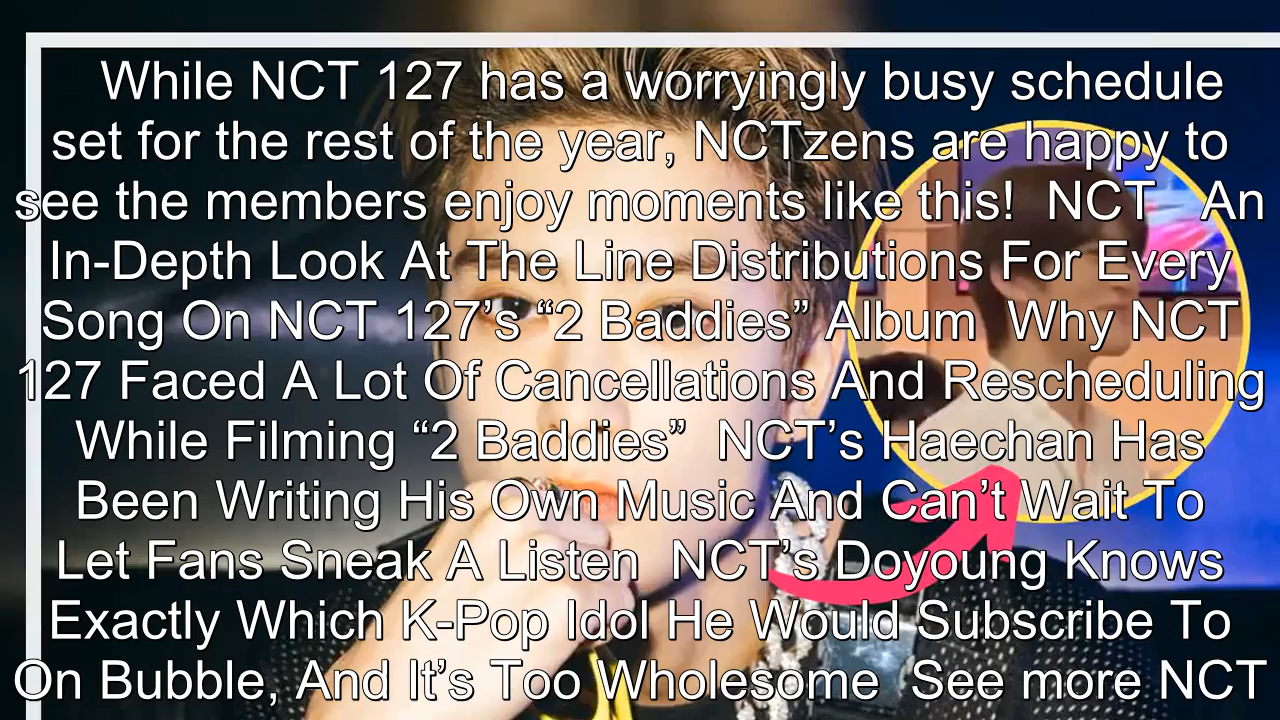 While NCT 127 has a worryingly busy schedule
set for the rest of the year, NCTzens are happy to
see the members enjoy moments like this!  NCT    An
In-Depth Look At The Line Distributions For Every
Song On NCT 127’s “2 Baddies” Album  Why NCT
127 Faced A Lot Of Cancellations And Rescheduling
While Filming “2 Baddies”  NCT’s Haechan Has
Been Writing His Own Music And Can’t Wait To
Let Fans Sneak A Listen  NCT’s Doyoung Knows
Exactly Which K-Pop Idol He Would Subscribe To
On Bubble, And It’s Too Wholesome  See more NCT